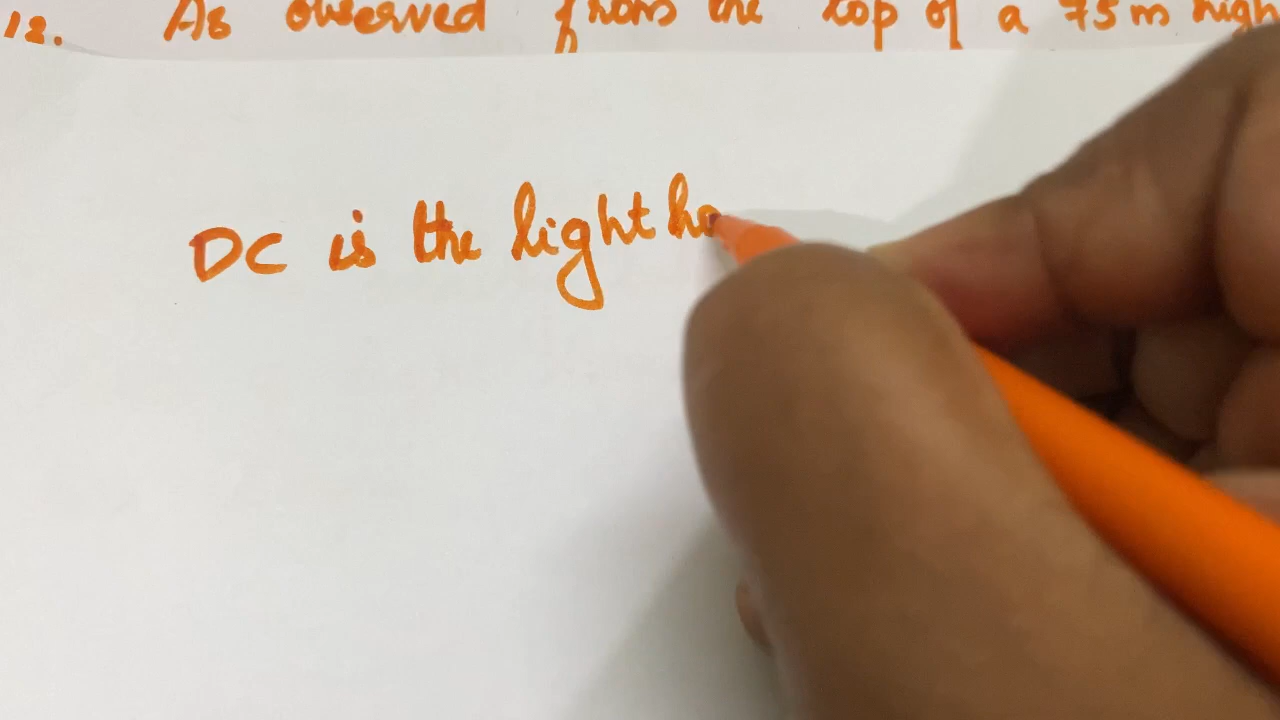 12. As observed from the top of a 75 m high
DC is the light ho